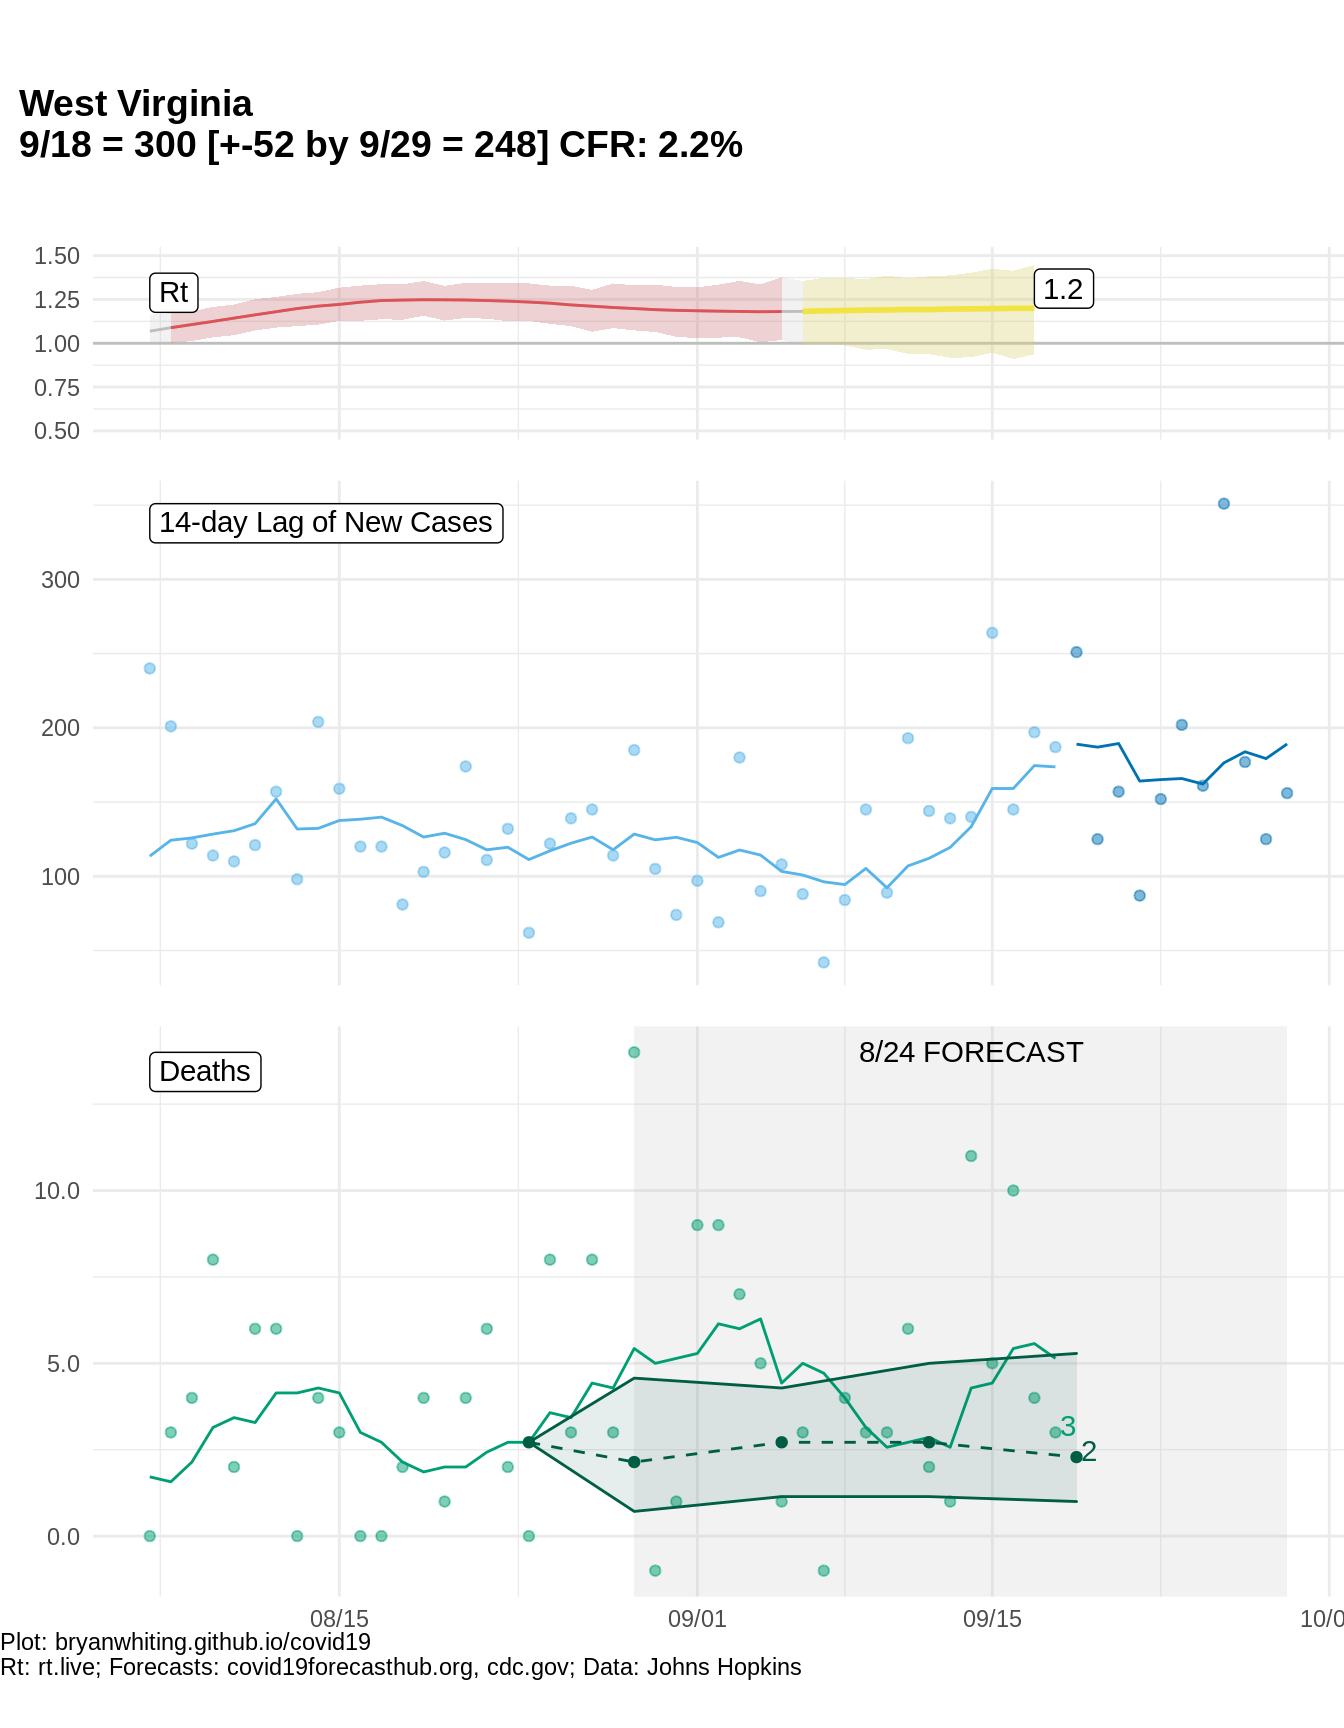 West Virginia
9/18 = 300 [+-52 by 9/29 = 248] CFR: 2.2%
1.50
1.25
1.00
0.75
0.50
Rt
1.2
14-day Lag of New Cases
300
200
100
Deaths
8/24 FORECAST
10.0
5.0
0.0
3
2
08/15
09/01
09/15
10/0
Plot: bryanwhiting.github.io/covid19
Rt: rt.live; Forecasts: covid19forecasthub.org, cdc.gov; Data: Johns Hopkins